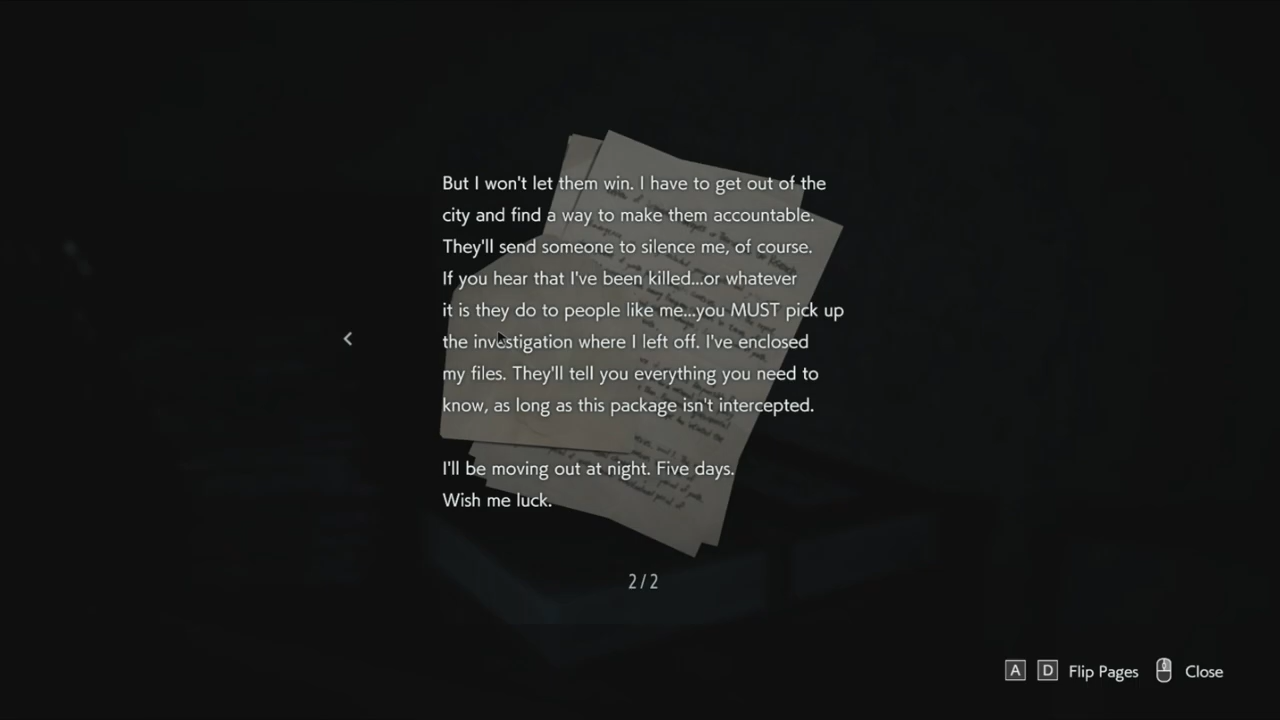 But I won't let them win. I have to get out of the
city and find a way to make them accountable.
They'll send someone to silence me, of course.
If you hear that I've been killed...or whatever
it is they do to people like me...you MUST pick up
the investigation where I left off. I've enclosed
my files. They'll tell you everything you need to
know, as long as this package isn't intercepted.
I'll be moving out at night. Five days.
Wish me luck.
2/2
A D Flip Pages Close